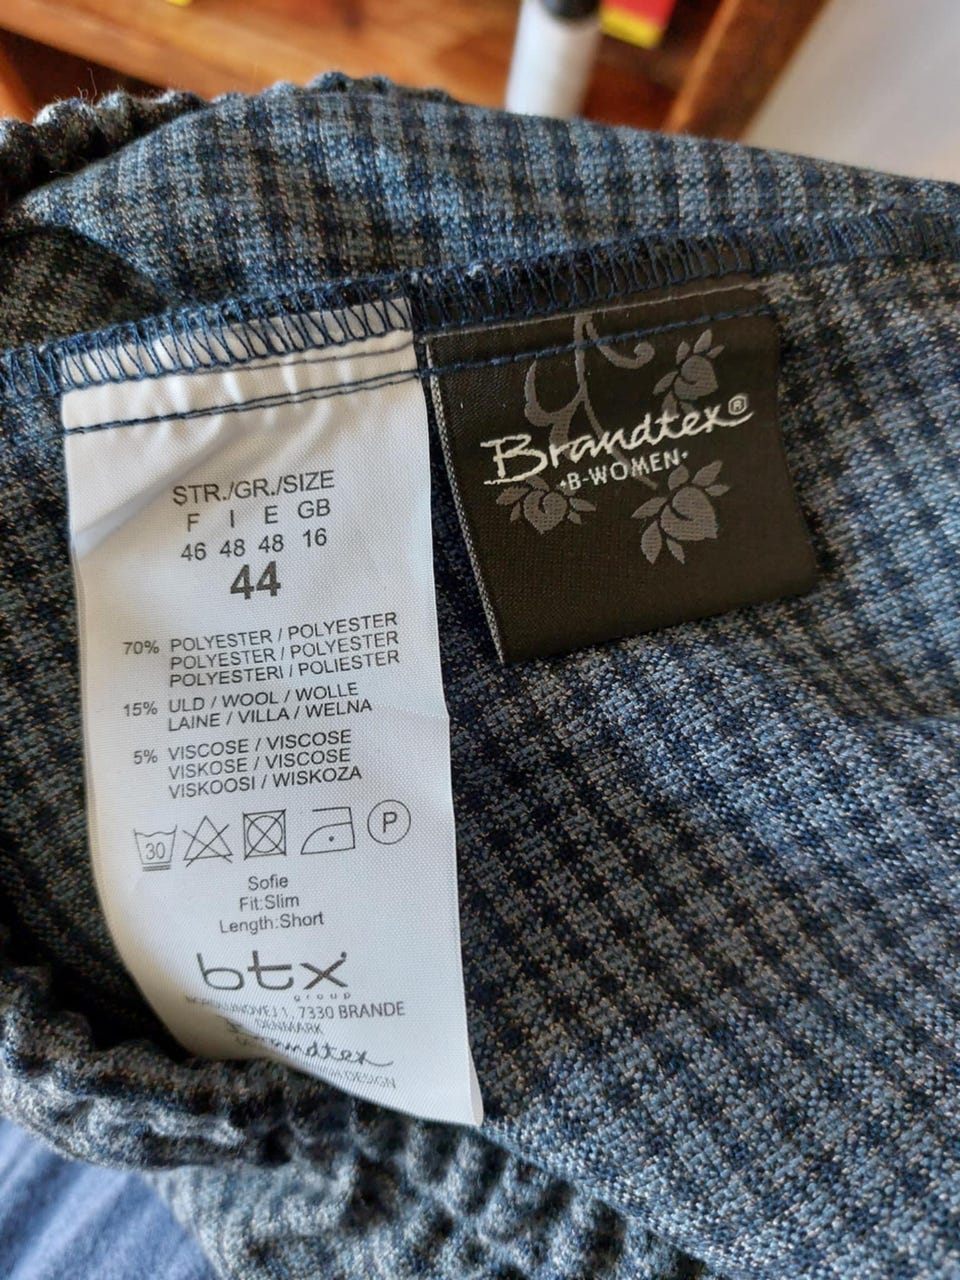 STR./GR./SIZE
F I E GB
46 48 48 16
44
70% POLYESTER / POLYESTER
POLYESTER / POLYESTER
POLYESTERI / POLIESTER
15% ULD / WOOL / WOLLE
LAINE / VILLA / WELNA
5% VISCOSE / VISCOSE
VISKOSE / VISCOSE
VISKOOSI / WISKOZA
30
P
Sofie
Fit:Slim
Length:Short
btx
group
1, 7330 BRANDE
DENMARK
Brandtex
DESIGN
Brandtex®
•B-WOMEN•